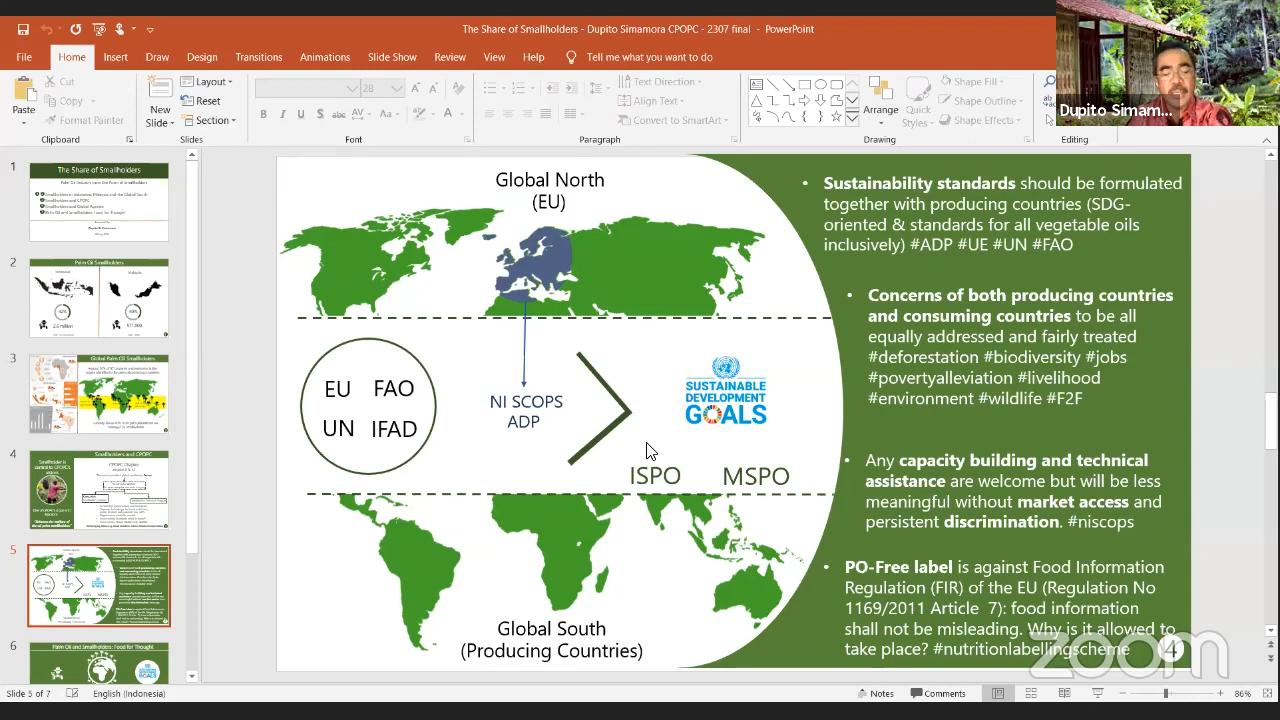 The Share of Smallholders - Dupito Simamora CPOPC - 2307 final - PowerPoint
File Home Insert Draw Design Transitions Animations Slide Show Review View Help Tell me what you want to do
Paste
Cut
Copy
Format Painter
Clipboard
New
Slide
Layout
Reset
Section
Slides
28
B I U S abc AV
Aa A
Font
Text Direction
Align Text
Convert to SmartArt
Paragraph
Arrange
Quick
Styles
Shape Fill
Shape Outline
Shape Effects
Drawing
Editing
Dupito Simam...
1
The Share of Smallholders
2
Palm Oil Smallholders
3
Global Palm Oil Smallholders
4
Smallholders and CPOPC
5
6
Palm Oil and Smallholders: Food for Thought
Global North
(EU)
EU FAO
UN IFAD
NI SCOPS
ADP
SUSTAINABLE
DEVELOPMENT
GOALS
ISPO MSPO
Global South
(Producing Countries)
• Sustainability standards should be formulated
together with producing countries (SDG-
oriented & standards for all vegetable oils
inclusively) #ADP #UE #UN #FAO
• Concerns of both producing countries
and consuming countries to be all
equally addressed and fairly treated
#deforestation #biodiversity #jobs
#povertyalleviation #livelihood
#environment #wildlife #F2F
• Any capacity building and technical
assistance are welcome but will be less
meaningful without market access and
persistent discrimination. #niscops
PO-Free label is against Food Information
Regulation (FIR) of the EU (Regulation No
1169/2011 Article 7): food information
shall not be misleading. Why is it allowed to
take place? #nutritionlabellingscheme
4
zoom
Slide 5 of 7 English (Indonesia) Notes Comments 86%